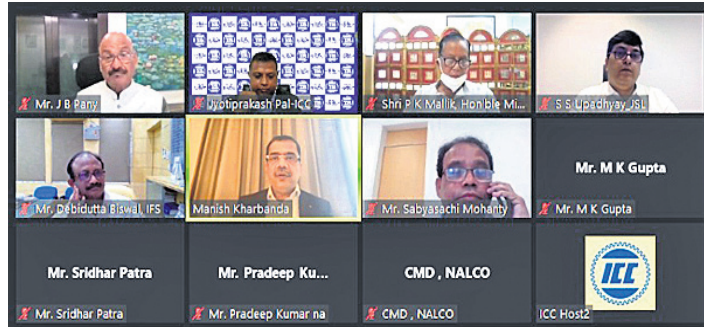 Mr. J B Pany
Jyotiprakash Pal-ICC
Shri P K Mallik, Hon'ble Mi...
S S Upadhyay_JSL
Mr. Debidutta Biswal, IFS
Manish Kharbanda
Mr. Sabyasachi Mohanty
Mr. M K Gupta
Mr. M K Gupta
Mr. Sridhar Patra
Mr. Pradeep Ku...
CMD , NALCO
ICC
Mr. Sridhar Patra
Mr. Pradeep Kumar na
CMD , NALCO
ICC Host2